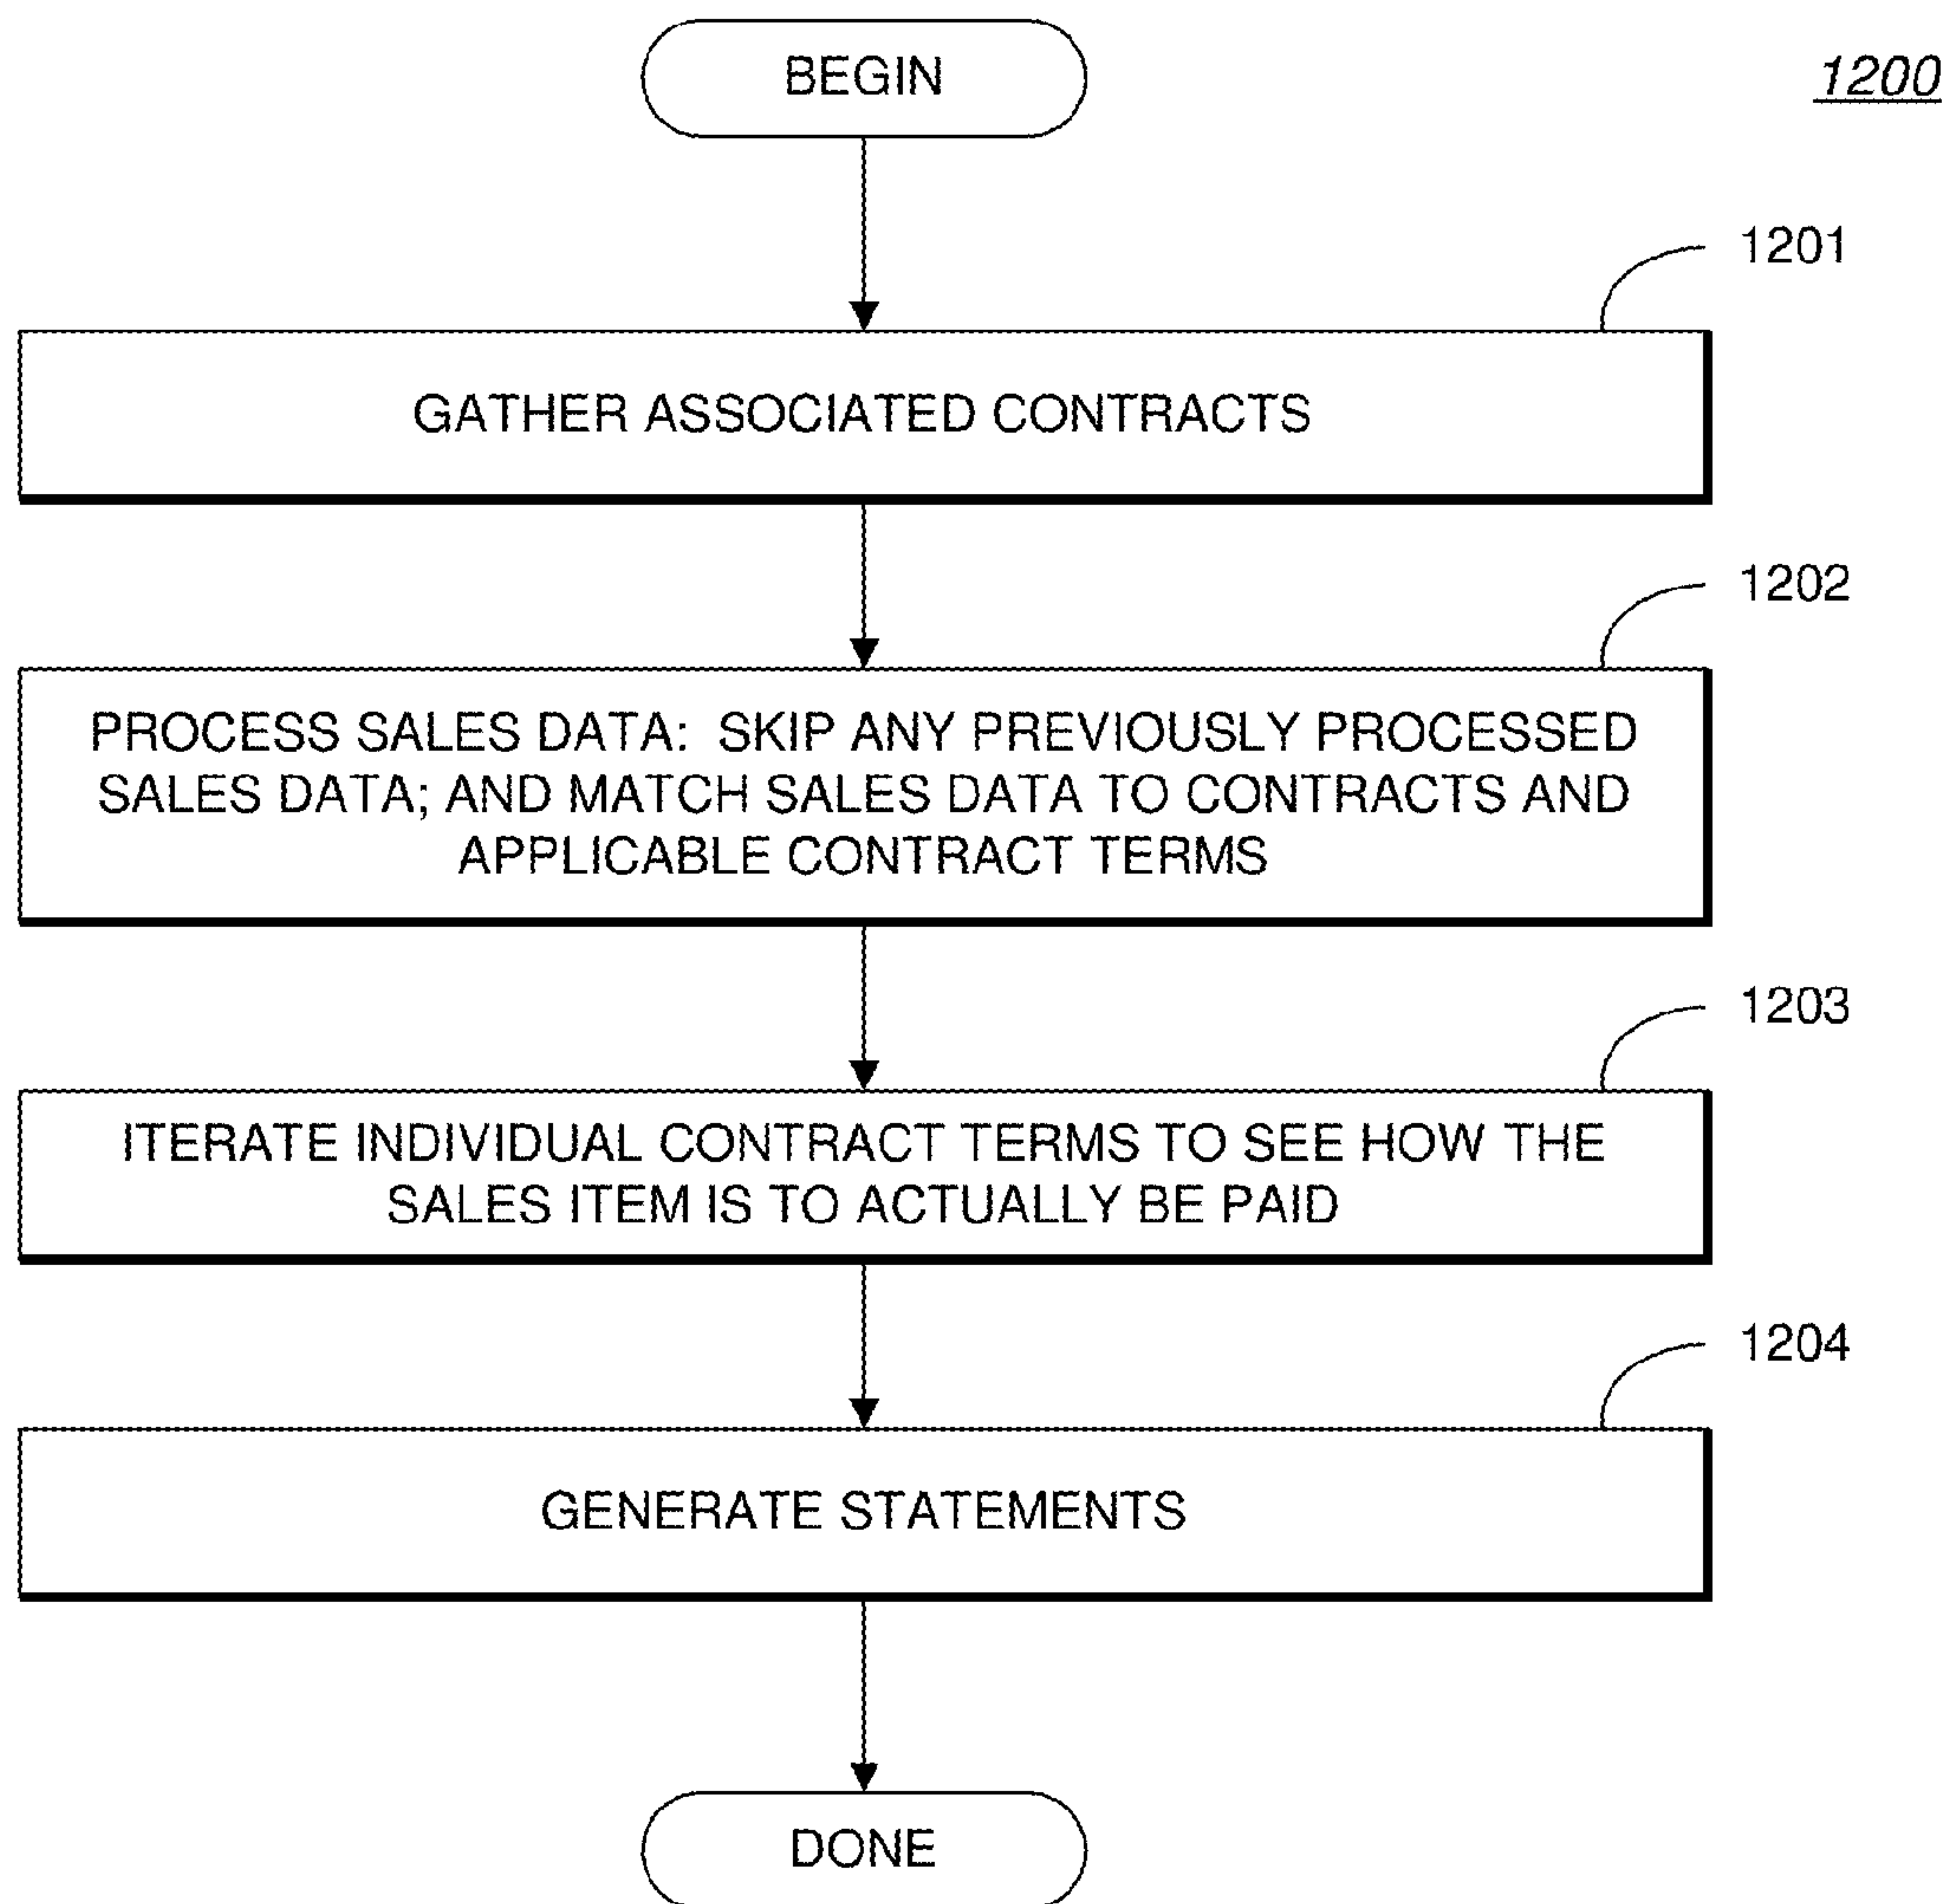 BEGIN
1200
1201
GATHER ASSOCIATED CONTRACTS
1202
PROCESS SALES DATA: SKIP ANY PREVIOUSLY PROCESSED
SALES DATA; AND MATCH SALES DATA TO CONTRACTS AND
APPLICABLE CONTRACT TERMS
1203
ITERATE INDIVIDUAL CONTRACT TERMS TO SEE HOW THE
SALES ITEM IS TO ACTUALLY BE PAID
1204
GENERATE STATEMENTS
DONE